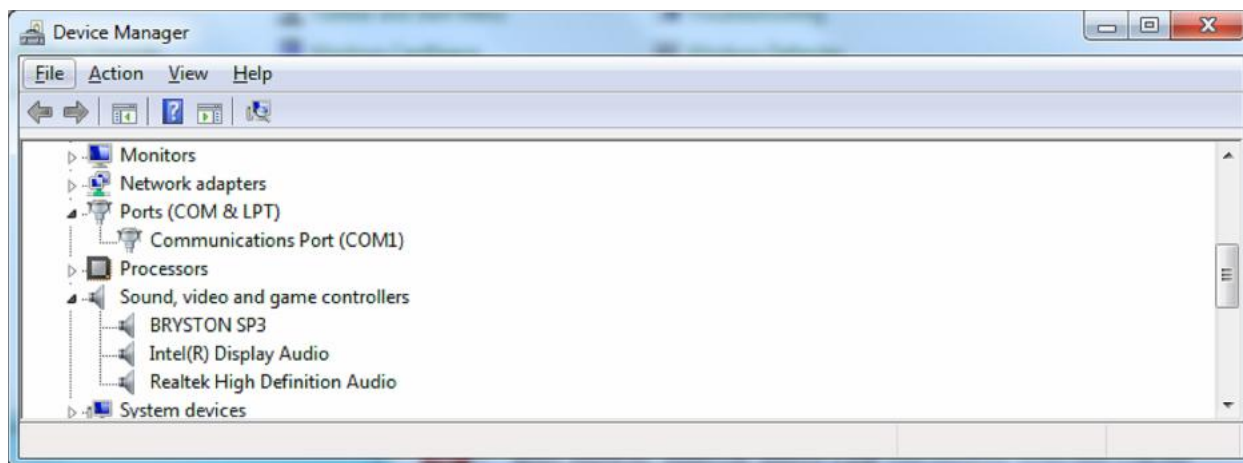 Device Manager
File Action View Help
Monitors
Network adapters
Ports (COM & LPT)
Communications Port (COM1)
Processors
Sound, video and game controllers
BRYSTON SP3
Intel(R) Display Audio
Realtek High Definition Audio
System devices